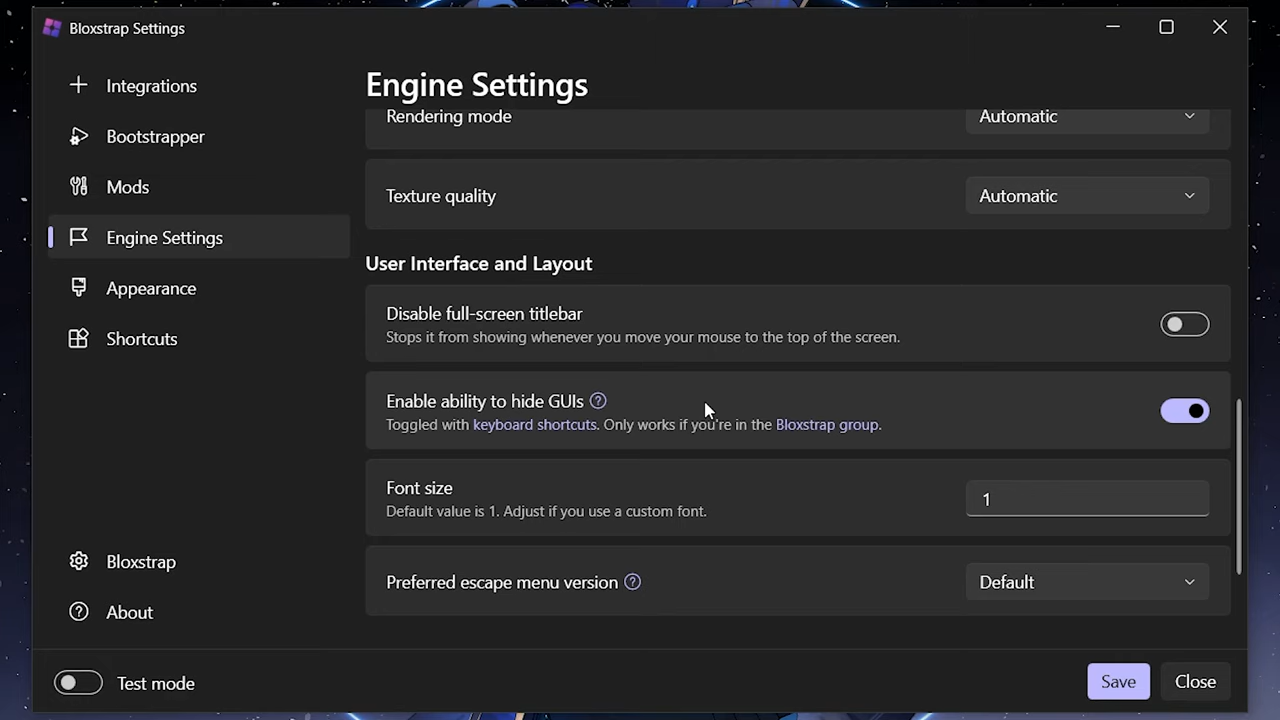 Bloxstrap Settings
Integrations
Bootstrapper
Mods
Engine Settings
Appearance
Shortcuts
Bloxstrap
About
Engine Settings
Rendering mode
Automatic
Texture quality
Automatic
User Interface and Layout
Disable full-screen titlebar
Stops it from showing whenever you move your mouse to the top of the screen.
Enable ability to hide GUIs
Toggled with keyboard shortcuts. Only works if you're in the Bloxstrap group.
Font size
Default value is 1. Adjust if you use a custom font.
1
Preferred escape menu version
Default
Test mode
Save
Close